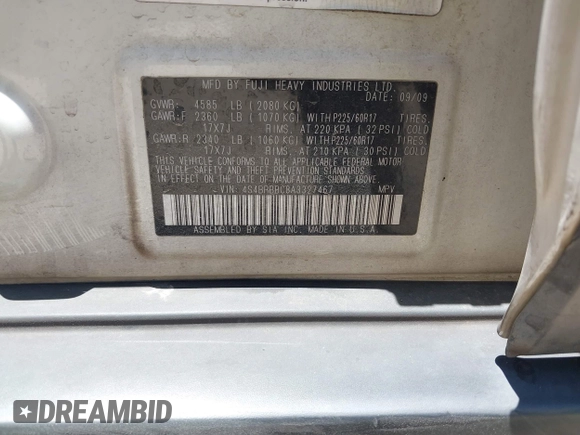 MFD BY FUJI HEAVY INDUSTRIES LTD.
DATE: 09/09
GVWR: 4585 LB ( 2080 KG)
GAWR:F 2360 LB ( 1070 KG) WITH P225/60R17 TIRES,
17X7J RIMS, AT 220 KPA ( 32 PSI) COLD
GAWR:R 2340 LB ( 1060 KG) WITH P225/60R17 TIRES,
17X7J RIMS, AT 210 KPA ( 30 PSI) COLD
THIS VEHICLE CONFORMS TO ALL APPLICABLE FEDERAL MOTOR
VEHICLE SAFETY, BUMPER, AND THEFT PREVENTION STANDARDS
IN EFFECT ON THE DATE OF MANUFACTURE SHOWN ABOVE.
VIN: MPV
ASSEMBLED BY SIA INC. MADE IN U.S.A.
DREAMBID